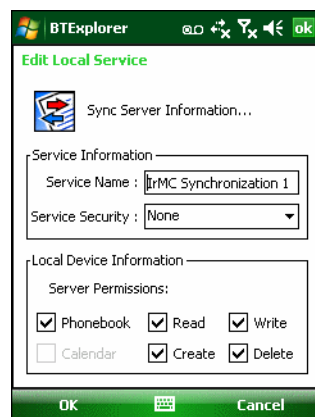 BTExplorer ok
Edit Local Service
Sync Server Information...
Service Information
Service Name : IrMC Synchronization 1
Service Security : None
Local Device Information
Server Permissions:
Phonebook Read Write
Calendar Create Delete
OK Cancel